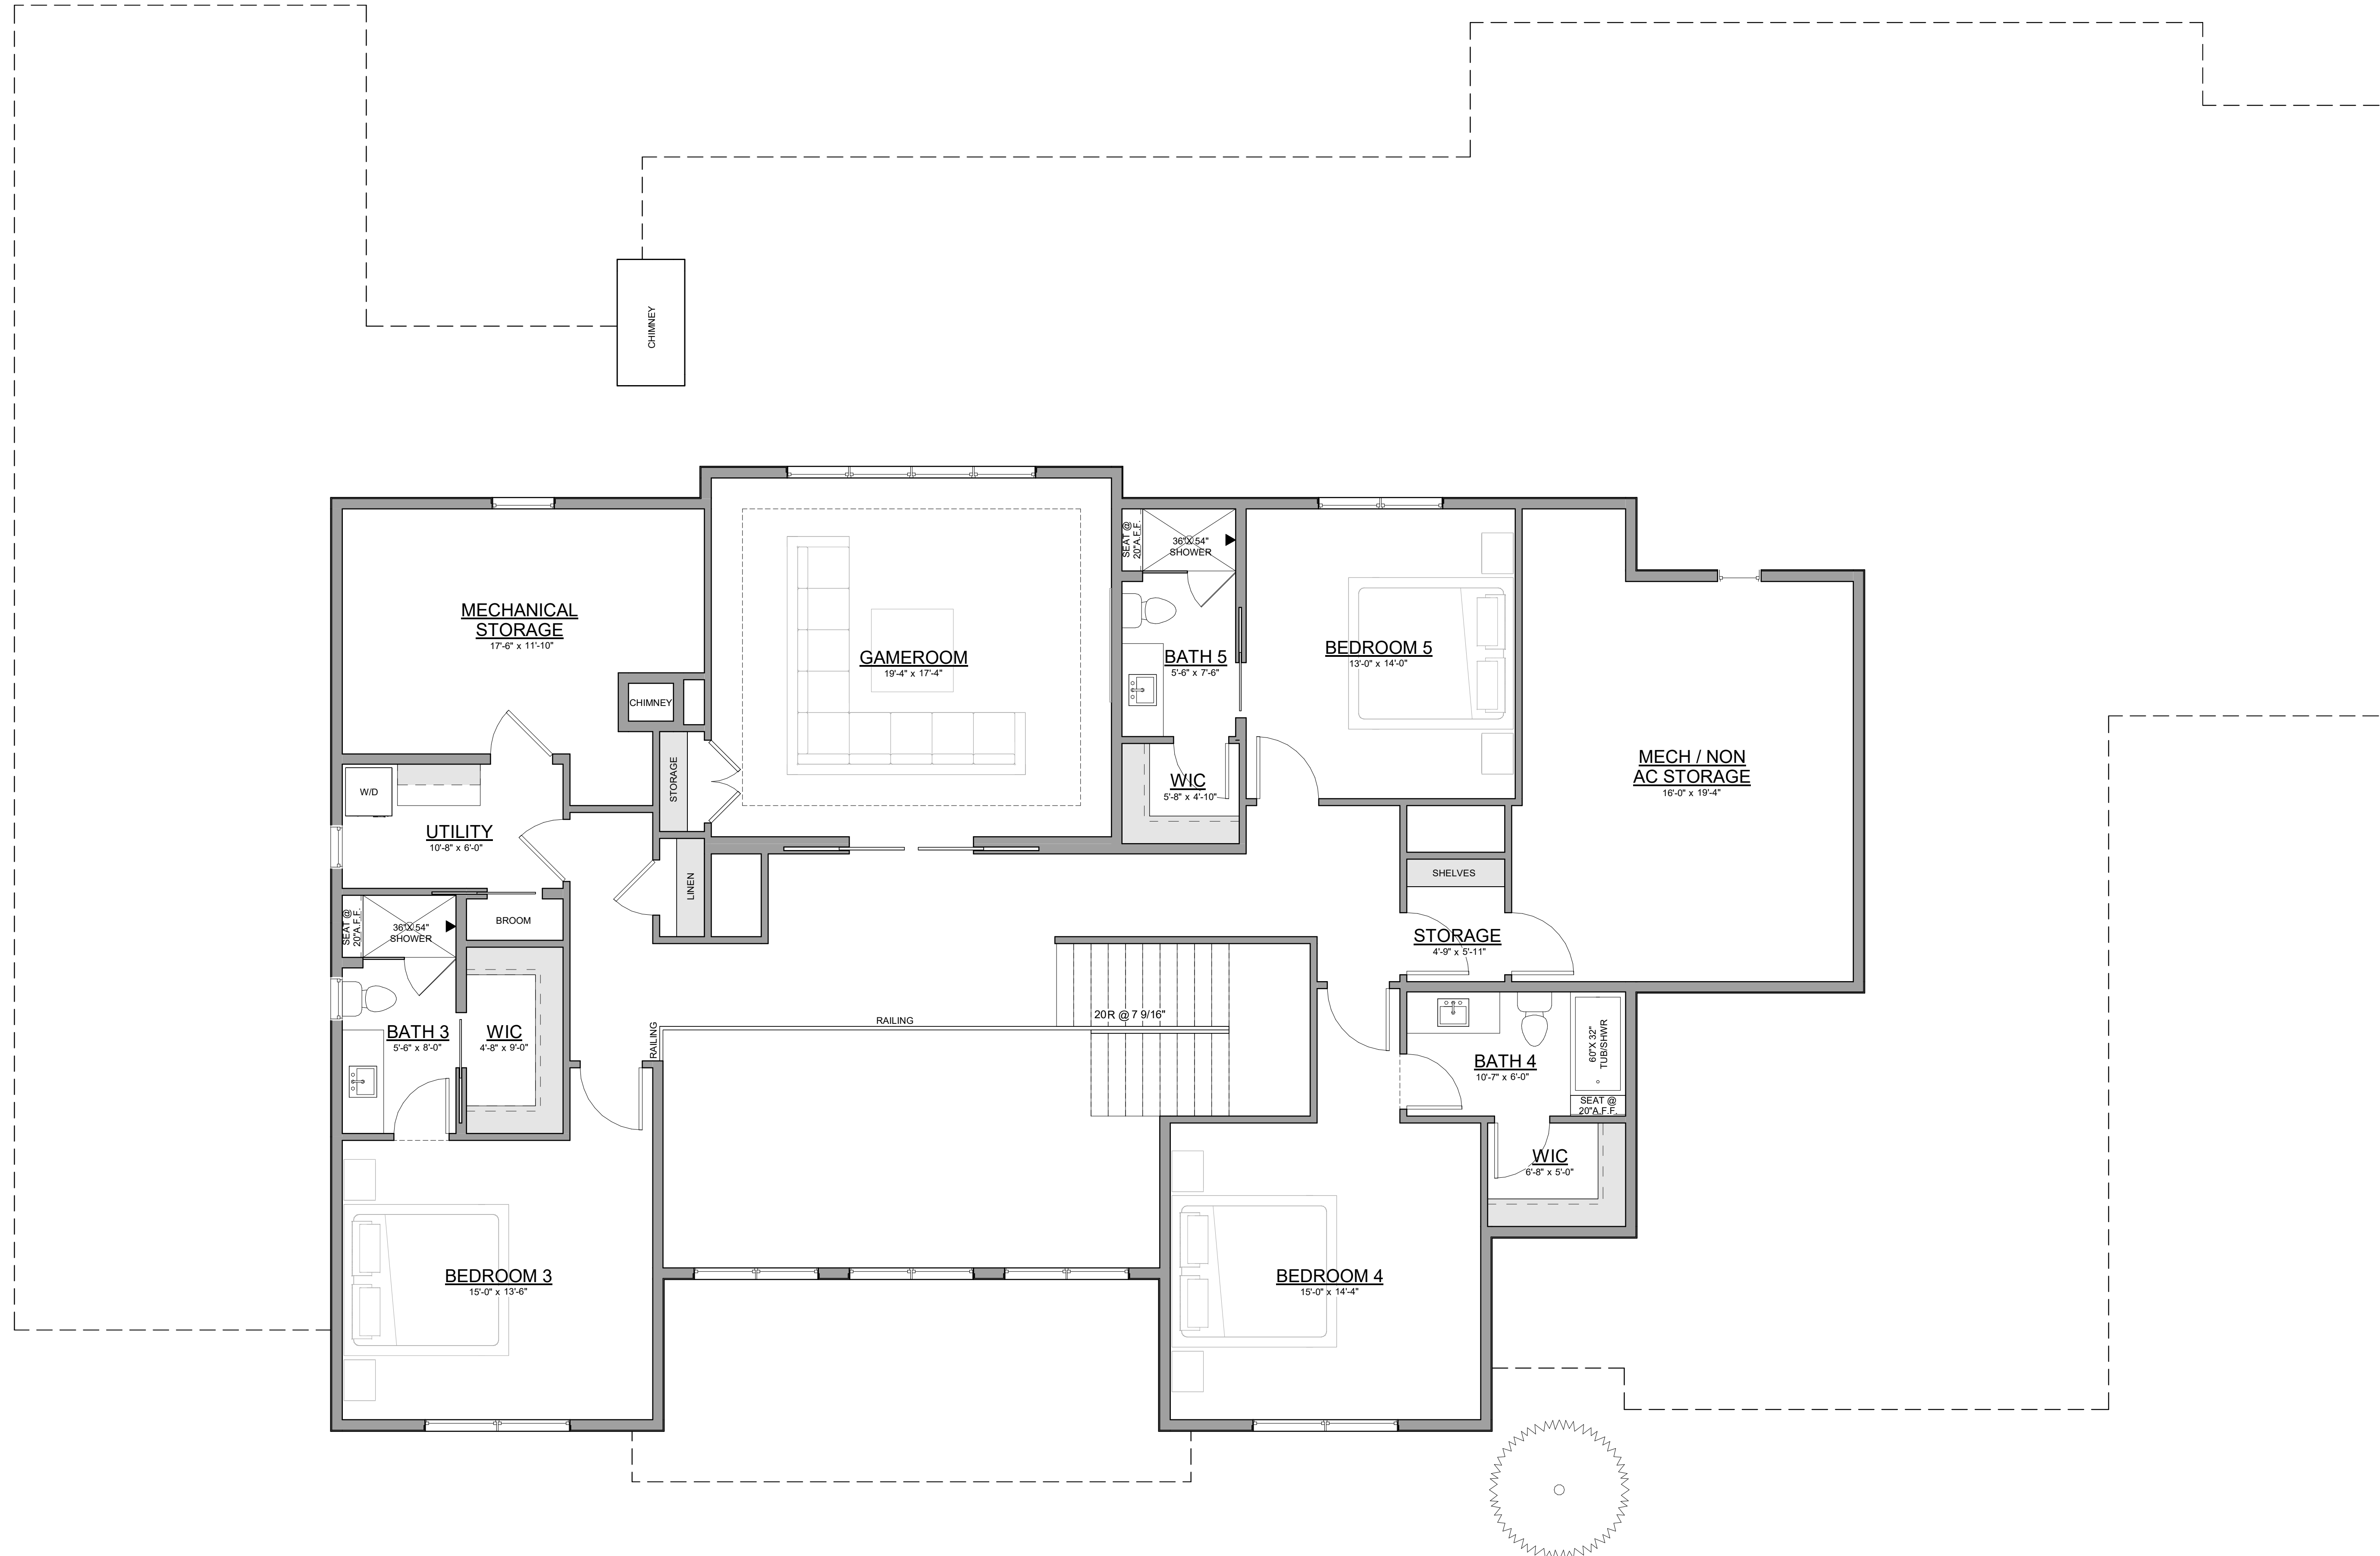 CHIMNEY
MECHANICAL
STORAGE
17'-6" x 11'-10"
CHIMNEY
STORAGE
GAMEROOM
19'-4" x 17'-4"
SEAT @
20"A.F.F.
36"X 54"
SHOWER
BATH 5
5'-6" x 7'-6"
WIC
5'-8" x 4'-10"
BEDROOM 5
13'-0" x 14'-0"
MECH / NON
AC STORAGE
16'-0" x 19'-4"
W/D
UTILITY
10'-8" x 6'-0"
LINEN
BROOM
SEAT @
20"A.F.F.
36"X 54"
SHOWER
BATH 3
5'-6" x 8'-0"
WIC
4'-8" x 9'-0"
RAILING
RAILING
20R @ 7 9/16"
SHELVES
STORAGE
4'-9" x 5'-11"
BATH 4
10'-7" x 6'-0"
60"X 32"
TUB/SHWR
SEAT @
20"A.F.F.
WIC
6'-8" x 5'-0"
BEDROOM 3
15'-0" x 13'-6"
BEDROOM 4
15'-0" x 14'-4"